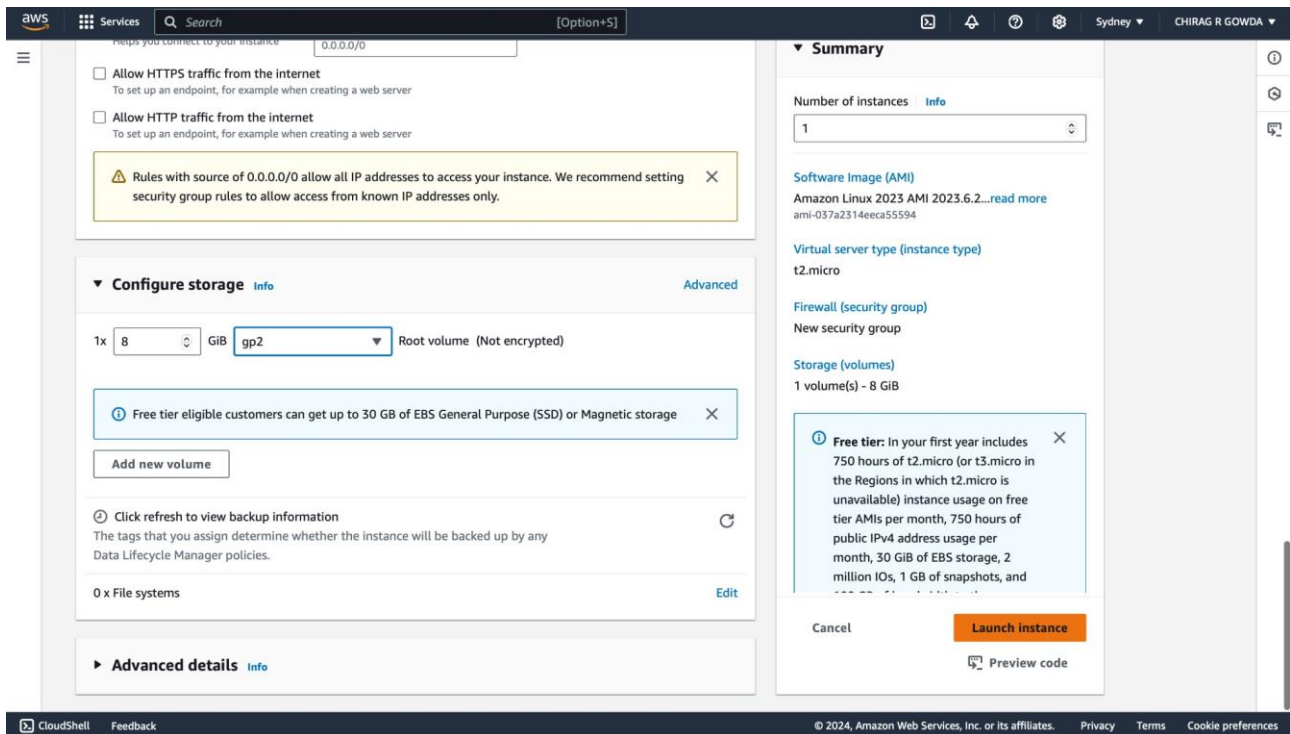 aws
Services
Search
[Option+S]
Sydney
CHIRAG R GOWDA
Helps you connect to your instance
0.0.0.0/0
Allow HTTPS traffic from the internet
To set up an endpoint, for example when creating a web server
Allow HTTP traffic from the internet
To set up an endpoint, for example when creating a web server
Rules with source of 0.0.0.0/0 allow all IP addresses to access your instance. We recommend setting
security group rules to allow access from known IP addresses only.
Configure storage Info
Advanced
1x 8 GiB gp2 Root volume (Not encrypted)
Free tier eligible customers can get up to 30 GB of EBS General Purpose (SSD) or Magnetic storage
Add new volume
Click refresh to view backup information
The tags that you assign determine whether the instance will be backed up by any
Data Lifecycle Manager policies.
0 x File systems
Edit
Advanced details Info
Summary
Number of instances Info
1
Software Image (AMI)
Amazon Linux 2023 AMI 2023.6.2...read more
ami-037a2314eeca55594
Virtual server type (instance type)
t2.micro
Firewall (security group)
New security group
Storage (volumes)
1 volume(s) - 8 GiB
Free tier: In your first year includes
750 hours of t2.micro (or t3.micro in
the Regions in which t2.micro is
unavailable) instance usage on free
tier AMIs per month, 750 hours of
public IPv4 address usage per
month, 30 GiB of EBS storage, 2
million IOs, 1 GB of snapshots, and
Cancel
Launch instance
Preview code
CloudShell
Feedback
© 2024, Amazon Web Services, Inc. or its affiliates.
Privacy
Terms
Cookie preferences